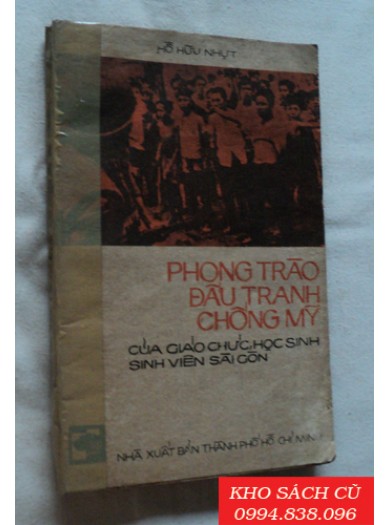 HỒ HỮU NHỰT
PHONG TRÀO
ĐẤU TRANH
CHỐNG MỸ
CỦA GIÁO CHỨC, HỌC SINH
SINH VIÊN SÀI GÒN
NHÀ XUẤT BẢN THÀNH PHỐ HỒ CHÍ MINH
KHO SÁCH CŨ
0994.838.096